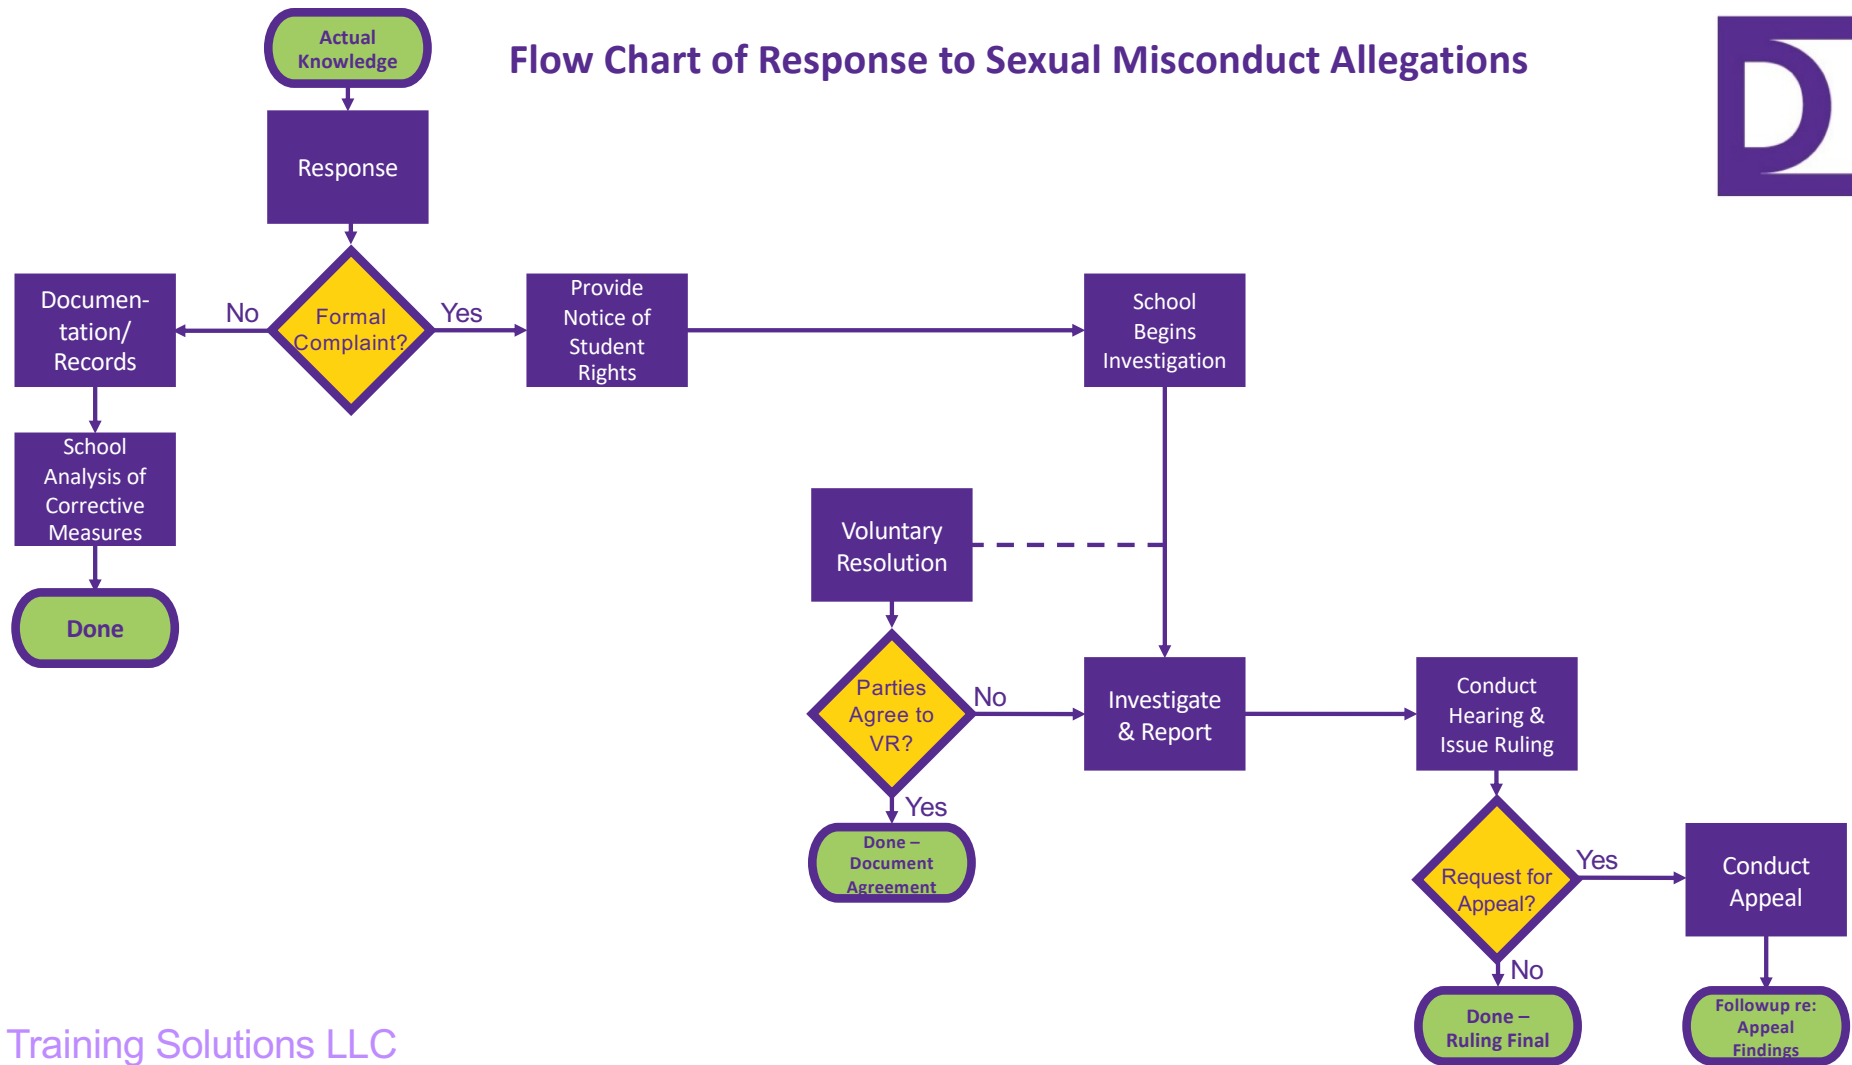 Actual
Knowledge
Flow Chart of Response to Sexual Misconduct Allegations
D
Response
Documen-
tation/
Records
No
Formal
Complaint?
Yes
Provide
Notice of
Student
Rights
School
Begins
Investigation
School
Analysis of
Corrective
Measures
Done
Voluntary
Resolution
Parties
Agree to
VR?
No
Investigate
& Report
Conduct
Hearing &
Issue Ruling
Yes
Done –
Document
Agreement
Request for
Appeal?
Yes
Conduct
Appeal
No
Done –
Ruling Final
Followup re:
Appeal
Findings
Training Solutions LLC